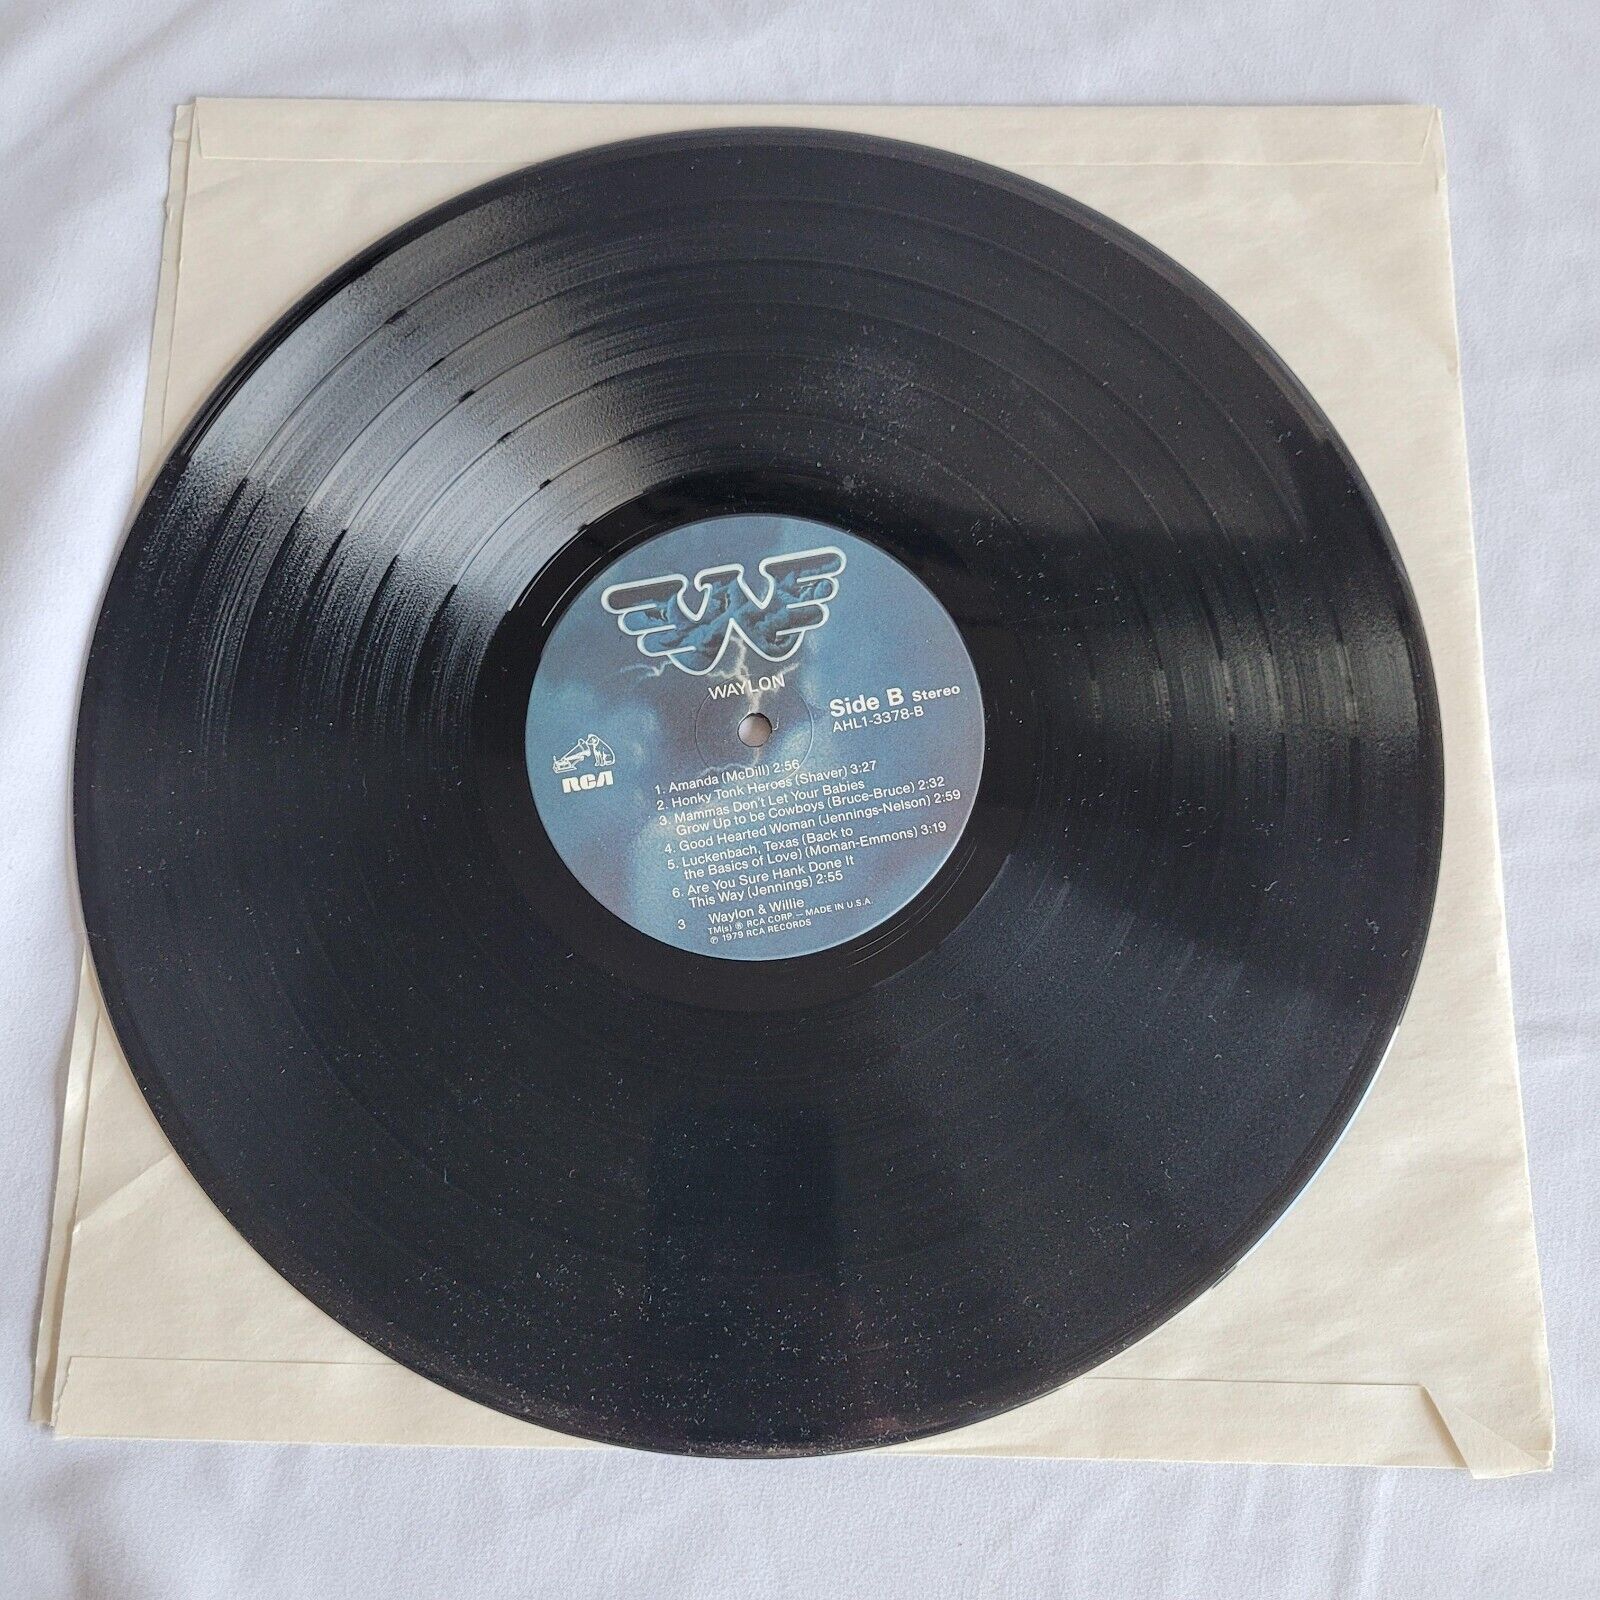 W
WAYLON
Side B Stereo
AHL1-3378-B
RCA
1. Amanda (McDill) 2:56
2. Honky Tonk Heroes (Shaver) 3:27
3. Mammas Don't Let Your Babies
Grow Up to be Cowboys (Bruce-Bruce) 2:32
4. Good Hearted Woman (Jennings-Nelson) 2:59
5. Luckenbach, Texas (Back to
the Basics of Love) (Moman-Emmons) 3:19
6. Are You Sure Hank Done It
This Way (Jennings) 2:55
3 Waylon & Willie
TM(s) ® RCA CORP. — MADE IN U.S.A.
℗ 1979 RCA RECORDS